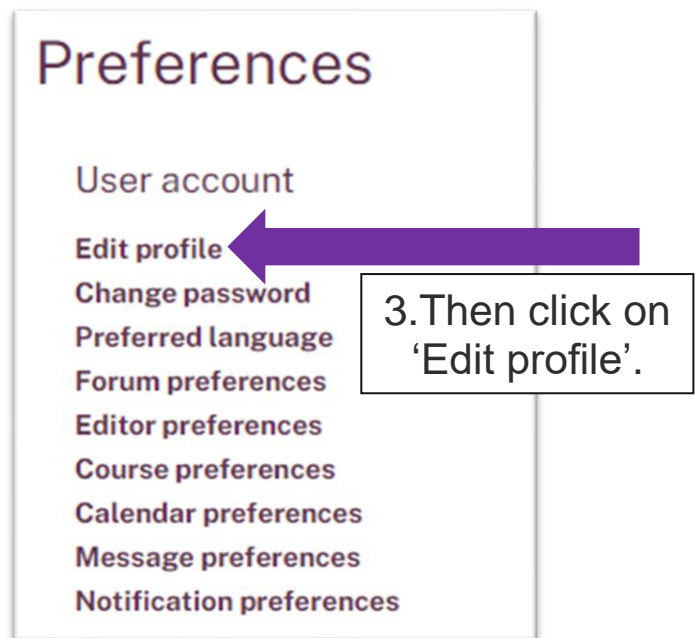 Preferences
User account
Edit profile
Change password
Preferred language
Forum preferences
Editor preferences
Course preferences
Calendar preferences
Message preferences
Notification preferences
3.Then click on
‘Edit profile’.